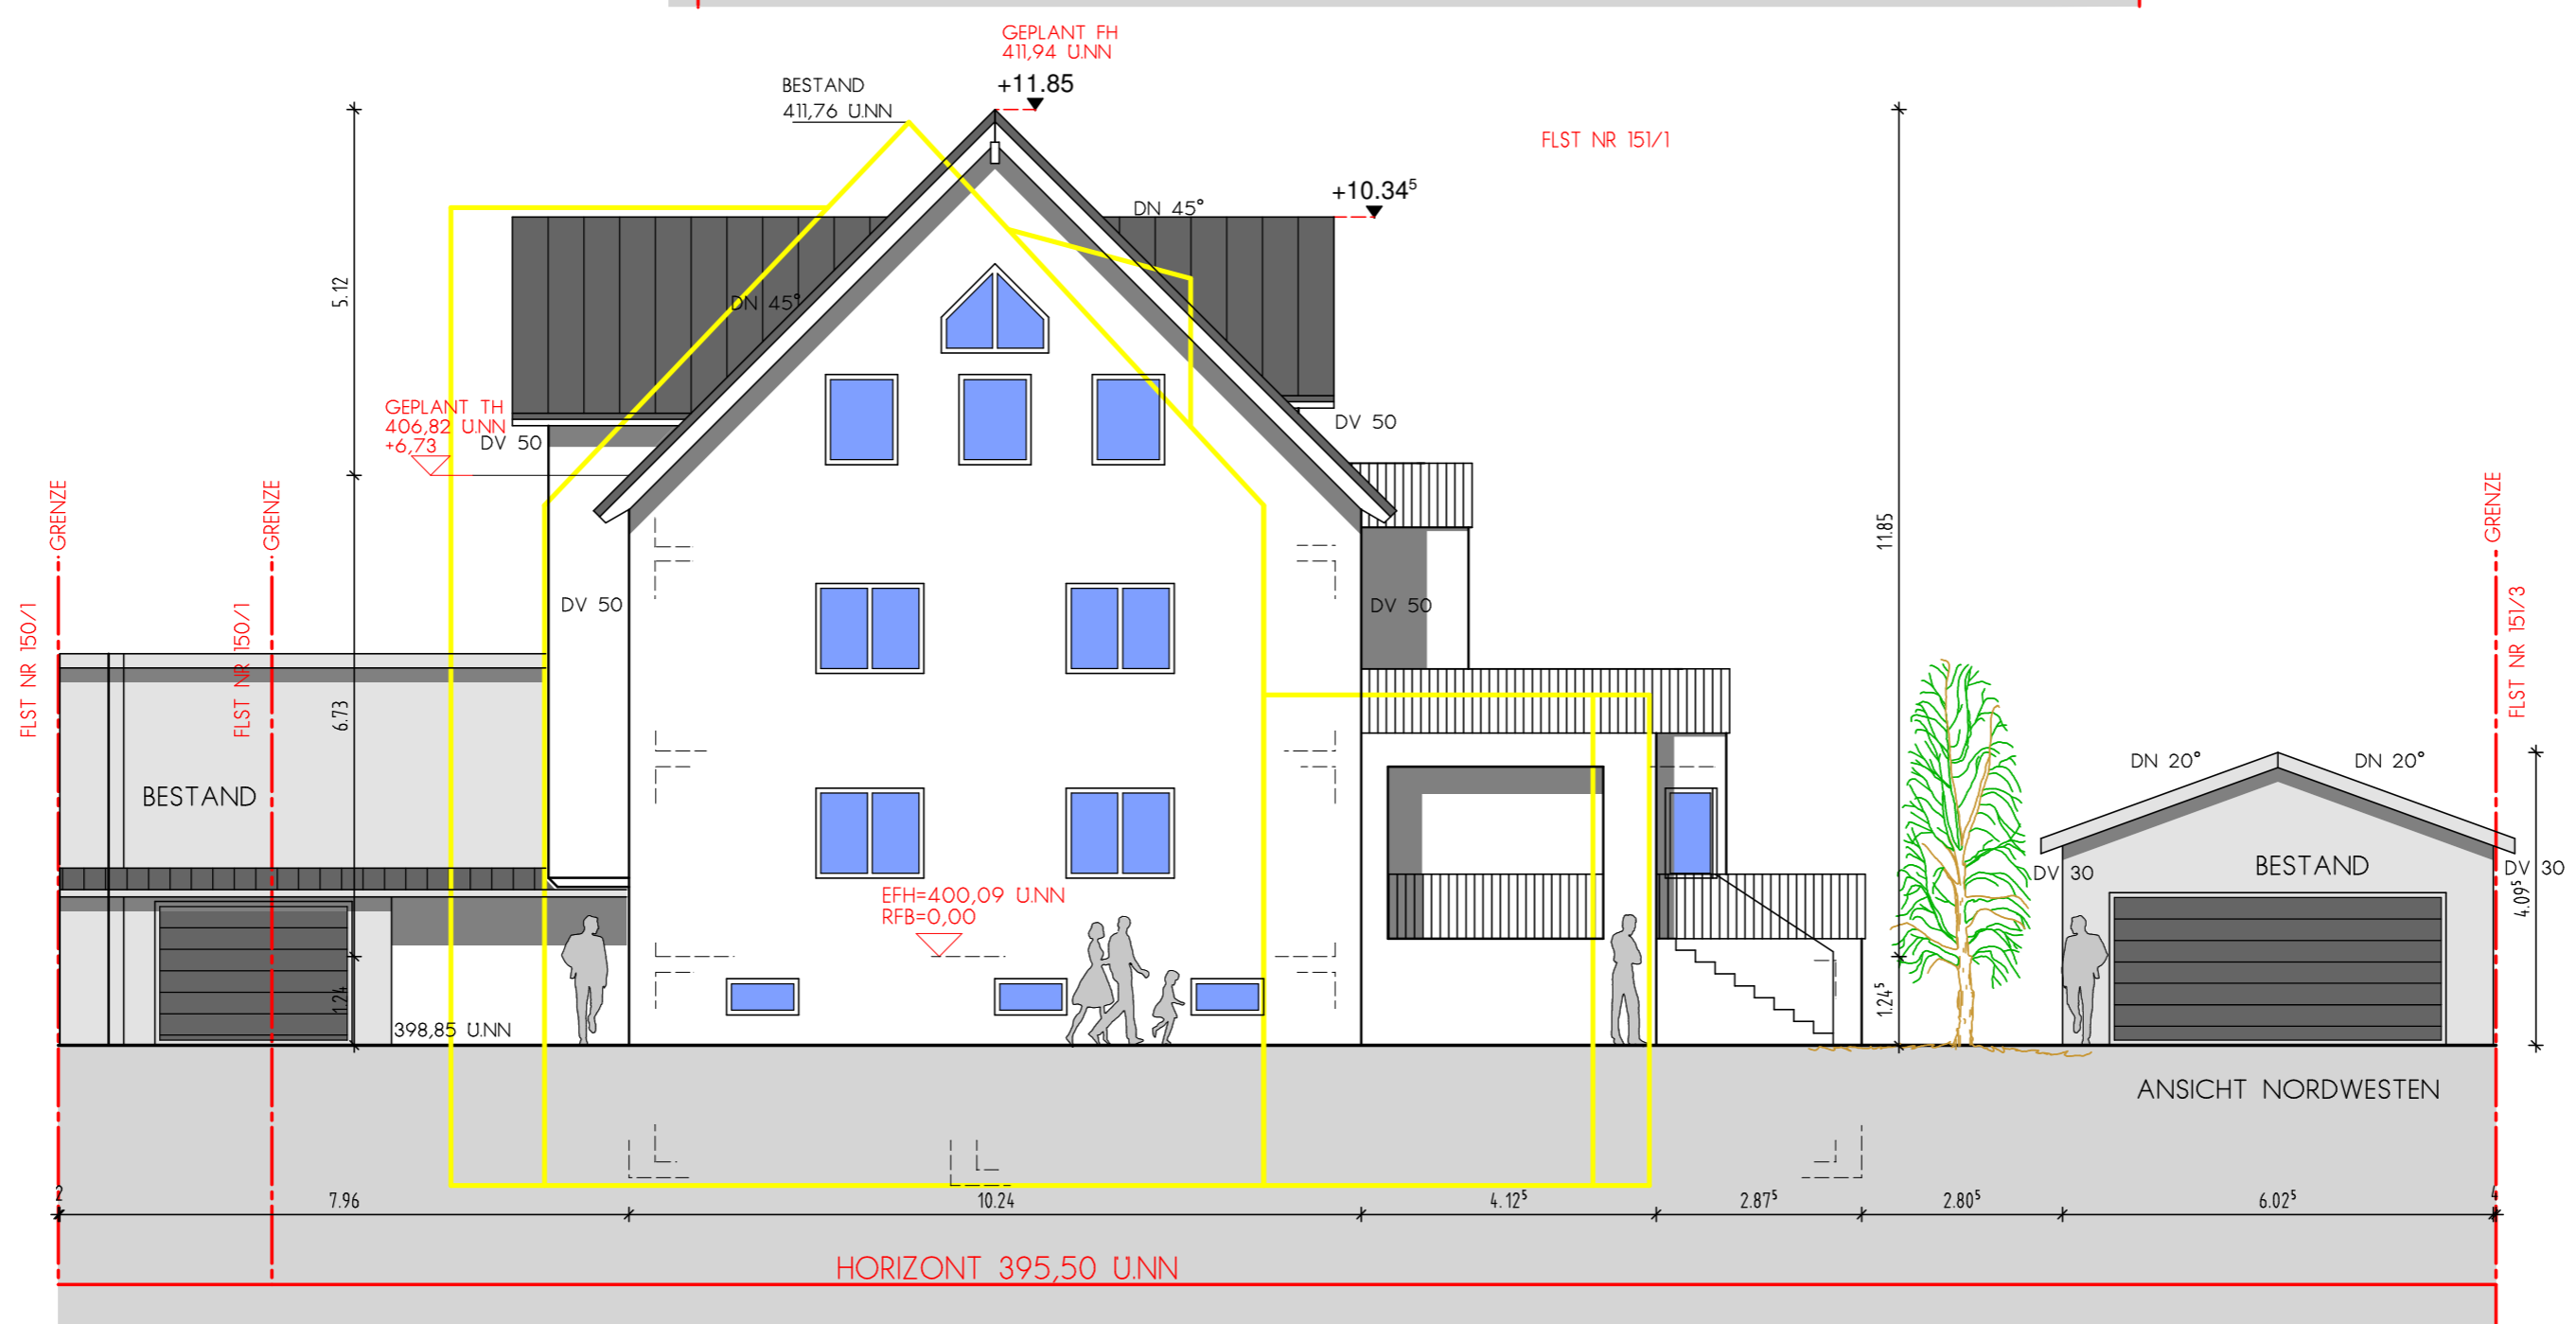 GEPLANT FH
411,94 Ü.NN
+11.85
BESTAND
411,76 Ü.NN
FLST NR 151/1
+10.34⁵
DN 45°
DN 45°
5.12
GEPLANT TH
406,82 Ü.NN
+6,73
DV 50
DV 50
GRENZE
GRENZE
GRENZE
11.85
FLST NR 150/1
FLST NR 150/1
FLST NR 151/3
DV 50
DV 50
6.73
BESTAND
DN 20°
DN 20°
BESTAND
DV 30
DV 30
4.09⁵
EFH=400,09 Ü.NN
RFB=0,00
1.24
1.24⁵
398,85 Ü.NN
ANSICHT NORDWESTEN
2
7.96
10.24
4.12⁵
2.87⁵
2.80⁵
6.02⁵
4
HORIZONT 395,50 Ü.NN